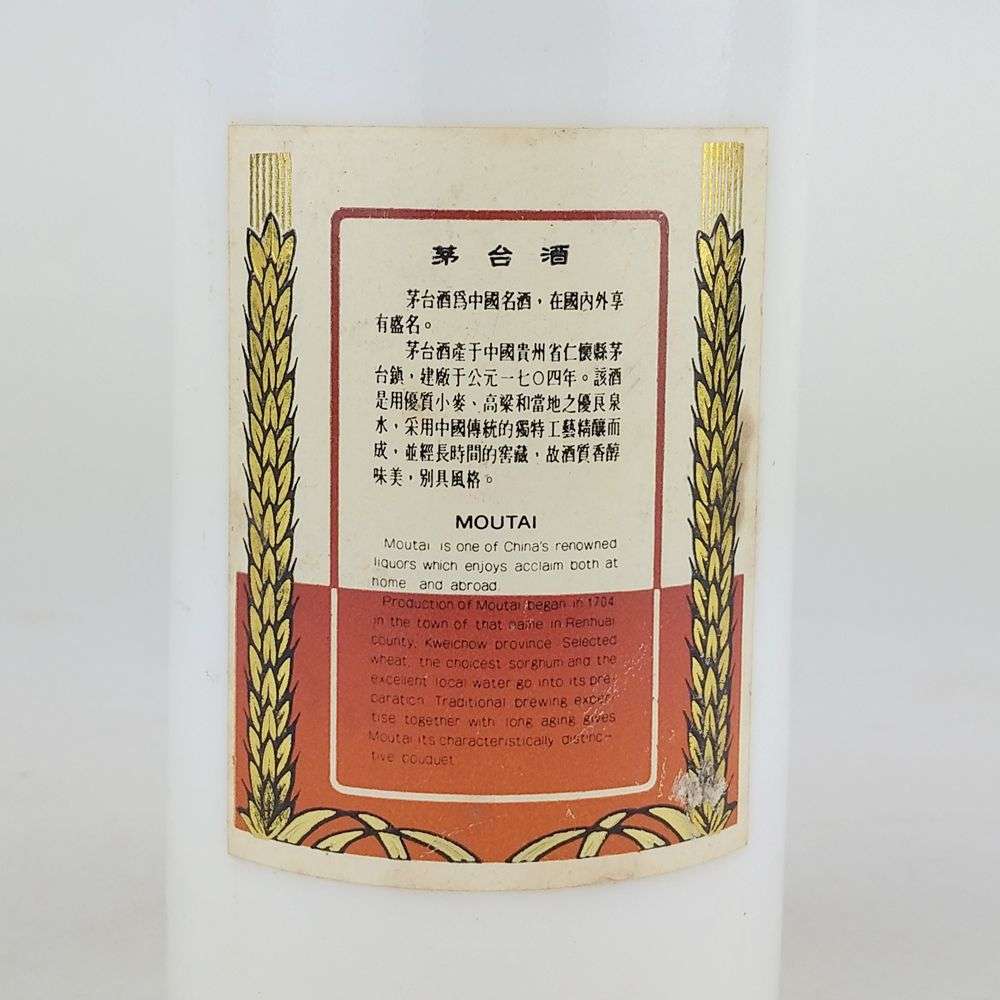 茅台酒
茅台酒爲中國名酒，在國內外享
有盛名。
茅台酒產于中國貴州省仁懷縣茅
台鎮，建廠于公元一七〇四年。該酒
是用優質小麥、高粱和當地之優良泉
水，采用中國傳統的獨特工藝精釀而
成，並經長時間的窖藏，故酒質香醇
味美，別具風格。
MOUTAI
Moutai is one of China's renowned
liquors which enjoys acclaim both at
home and abroad.
Production of Moutai began in 1704
in the town of that name in Renhuai
county, Kweichow province. Selected
wheat, the choicest sorghum and the
excellent local water go into its pre-
paration. Traditional brewing exper-
tise together with long aging gives
Moutai its characteristically distinc-
tive bouquet.